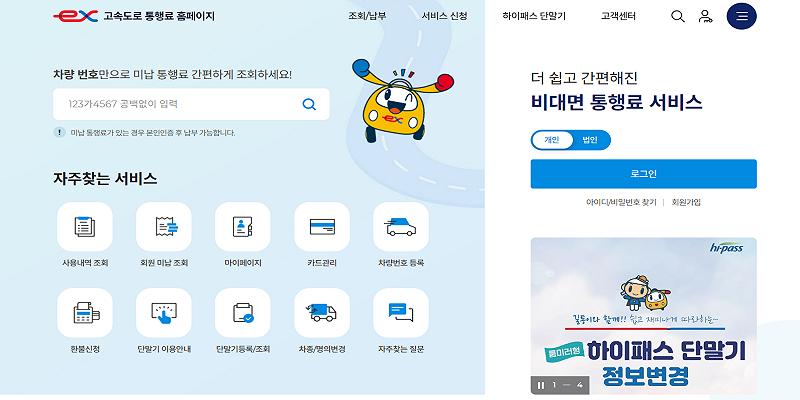 ex 고속도로 통행료 홈페이지
조회/납부
서비스 신청
하이패스 단말기
고객센터
차량 번호만으로 미납 통행료 간편하게 조회하세요!
123가4567 공백없이 입력
! 미납 통행료가 있는 경우 본인인증 후 납부 가능합니다.
ex
자주찾는 서비스
사용내역 조회
회원 미납 조회
마이페이지
카드관리
차량번호 등록
환불신청
단말기 이용안내
단말기등록/조회
차종/명의변경
자주찾는 질문
더 쉽고 간편해진
비대면 통행료 서비스
개인
법인
로그인
아이디/비밀번호 찾기 | 회원가입
hi-pass
길통이와 함께!! 쉽고 재미나게 따라하는~
룸미러형 하이패스 단말기
정보변경
1 — 4